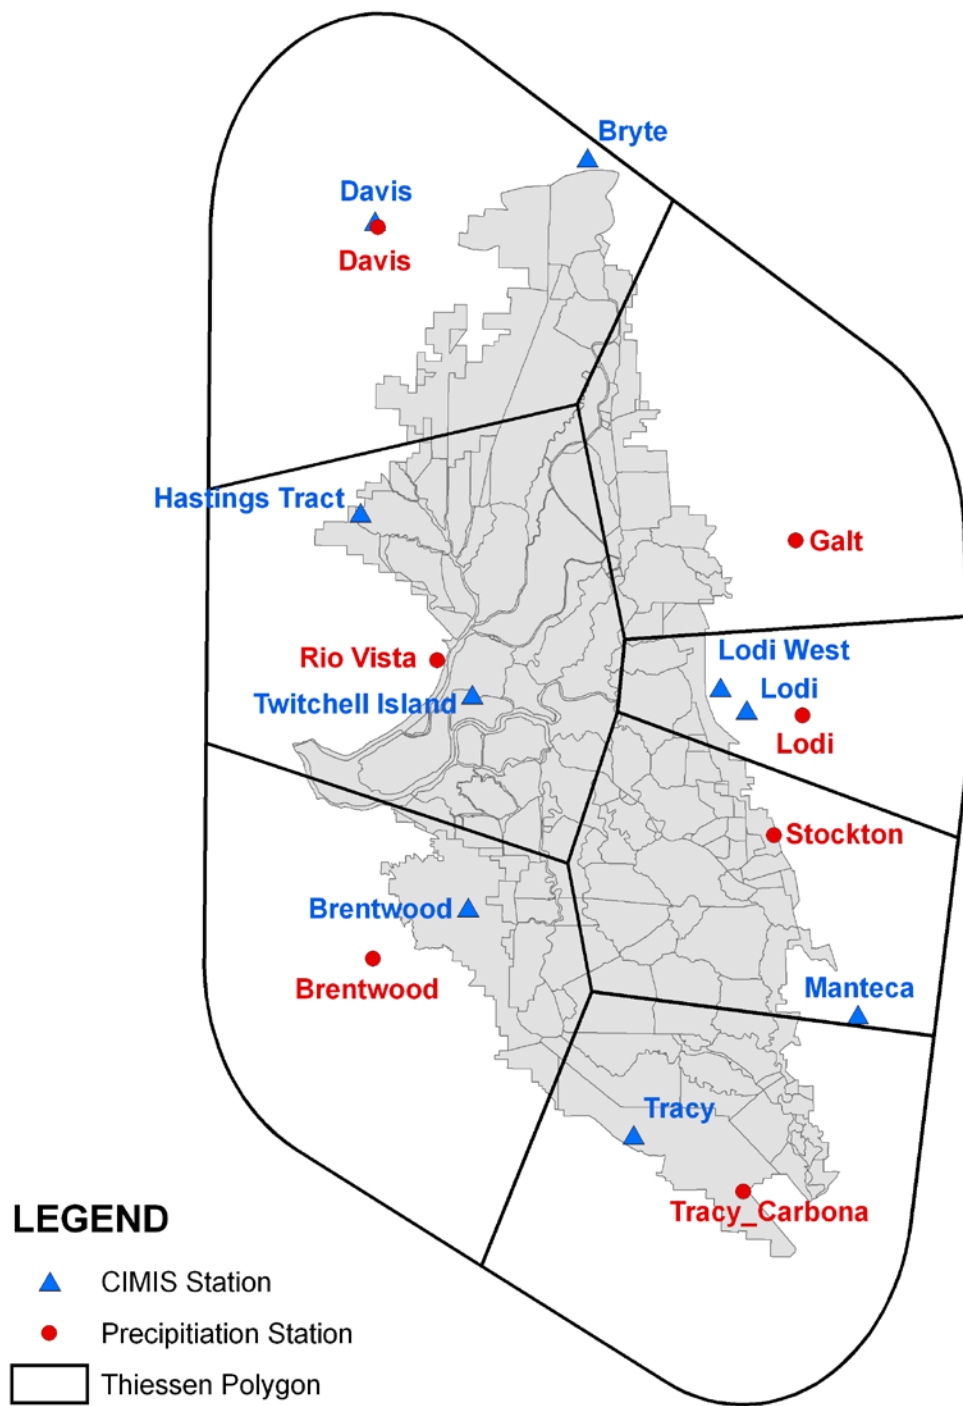 Bryte
Davis
Davis
Hastings Tract
Galt
Rio Vista
Lodi West
Twitchell Island
Lodi
Lodi
Stockton
Brentwood
Brentwood
Manteca
Tracy
Tracy_Carbona
LEGEND
CIMIS Station
Precipitiation Station
Thiessen Polygon